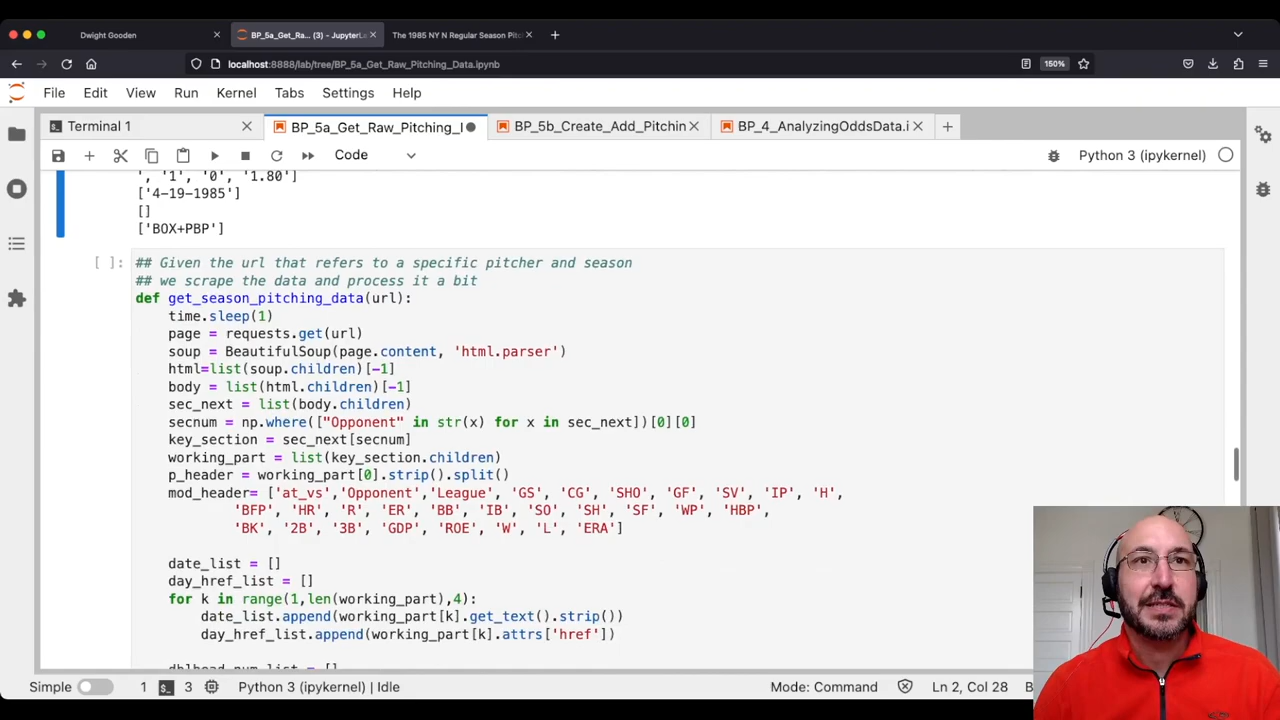 Dwight Gooden
BP_5a_Get_Ra... (3) - JupyterLa
The 1985 NY N Regular Season Pitc
localhost:8888/lab/tree/BP_5a_Get_Raw_Pitching_Data.ipynb
150%
File Edit View Run Kernel Tabs Settings Help
Terminal 1
BP_5a_Get_Raw_Pitching_I
BP_5b_Create_Add_Pitchin
BP_4_AnalyzingOddsData.i
Code
Python 3 (ipykernel)
', '1', '0', '1.80']
['4-19-1985']
[]
['BOX+PBP']
[ ]:
## Given the url that refers to a specific pitcher and season
## we scrape the data and process it a bit
def get_season_pitching_data(url):
    time.sleep(1)
    page = requests.get(url)
    soup = BeautifulSoup(page.content, 'html.parser')
    html=list(soup.children)[-1]
    body = list(html.children)[-1]
    sec_next = list(body.children)
    secnum = np.where(["Opponent" in str(x) for x in sec_next])[0][0]
    key_section = sec_next[secnum]
    working_part = list(key_section.children)
    p_header = working_part[0].strip().split()
    mod_header= ['at_vs','Opponent','League', 'GS', 'CG', 'SHO', 'GF', 'SV', 'IP', 'H',
            'BFP', 'HR', 'R', 'ER', 'BB', 'IB', 'SO', 'SH', 'SF', 'WP', 'HBP',
            'BK', '2B', '3B', 'GDP', 'ROE', 'W', 'L', 'ERA']
    date_list = []
    day_href_list = []
    for k in range(1,len(working_part),4):
        date_list.append(working_part[k].get_text().strip())
        day_href_list.append(working_part[k].attrs['href'])
    dblhead_num_list = []
Simple
1
3
Python 3 (ipykernel) | Idle
Mode: Command
Ln 2, Col 28